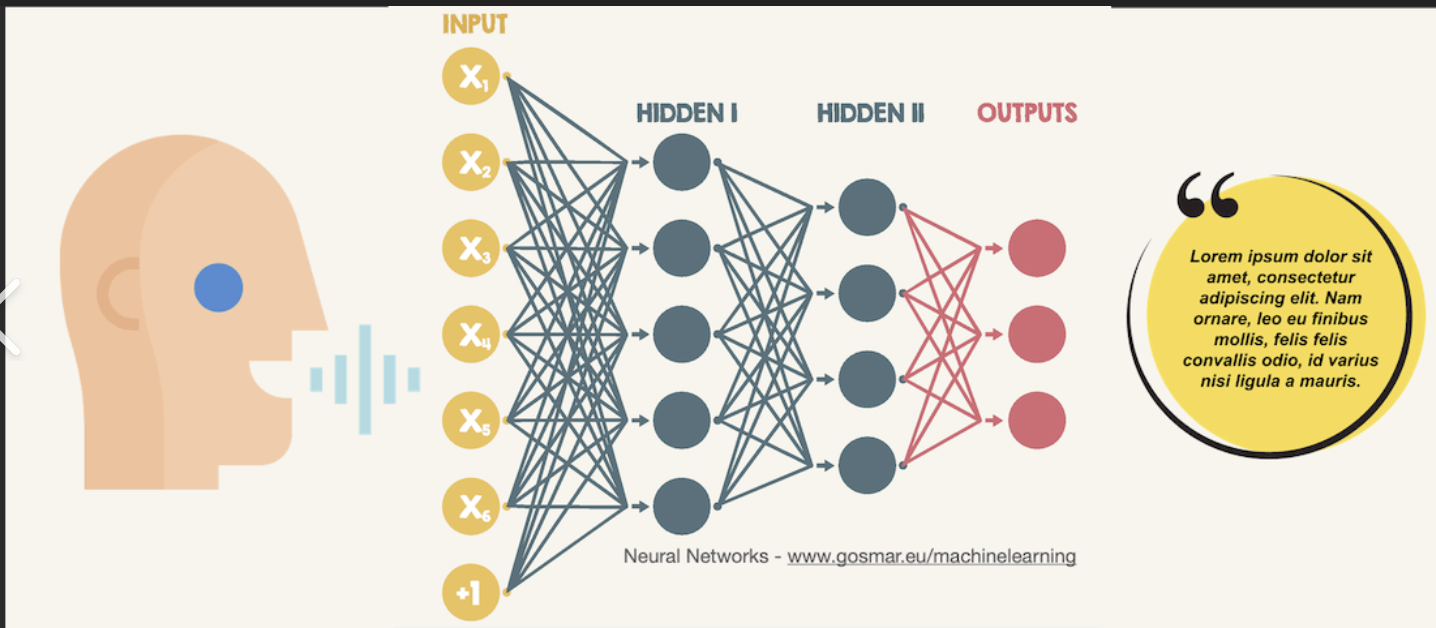 INPUT
X1
X2
X3
X4
X5
X6
+1
HIDDEN I
HIDDEN II
OUTPUTS
Neural Networks - www.gosmar.eu/machinelearning
“
Lorem ipsum dolor sit
amet, consectetur
adipiscing elit. Nam
ornare, leo eu finibus
mollis, felis felis
convallis odio, id varius
nisi ligula a mauris.